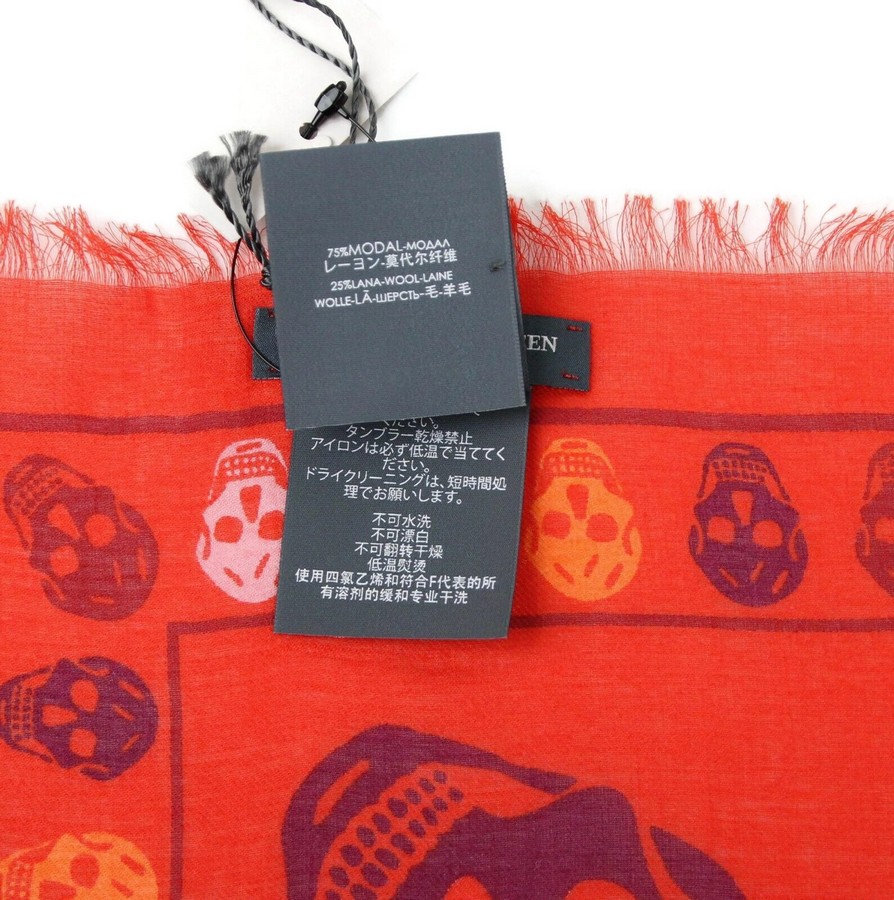 75%MODAL-МОДАЛ
レーヨン-莫代尔纤维
25%LANA-WOOL-LAINE
WOLLE-LÃ-ШЕРСТЬ-毛-羊毛
EEN
ください。
タンブラー乾燥禁止
アイロンは必ず低温で当ててく
ださい。
ドライクリーニングは、短時間処
理でお願いします。
不可水洗
不可漂白
不可翻转干燥
低温熨烫
使用四氯乙烯和符合F代表的所
有溶剂的缓和专业干洗